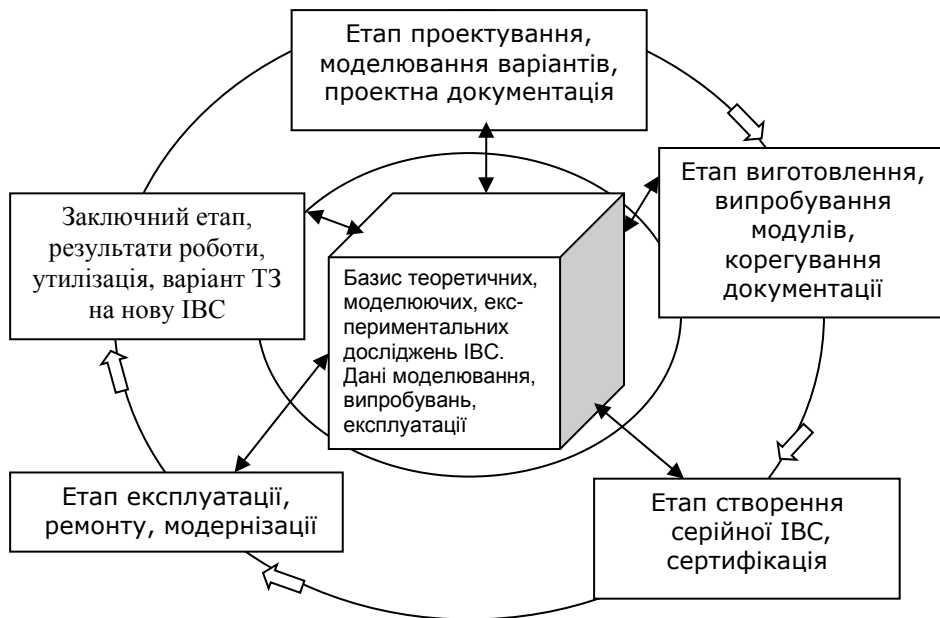 Етап проектування,
моделювання варіантів,
проектна документація
Етап виготовлення,
випробування
модулів,
корегування
документації
Заключний етап,
результати роботи,
утилізація, варіант ТЗ
на нову ІВС
Базис теоретичних,
моделюючих, екс-
периментальних
досліджень ІВС.
Дані моделювання,
випробувань,
експлуатації
Етап експлуатації,
ремонту, модернізації
Етап створення
серійної ІВС,
сертифікація